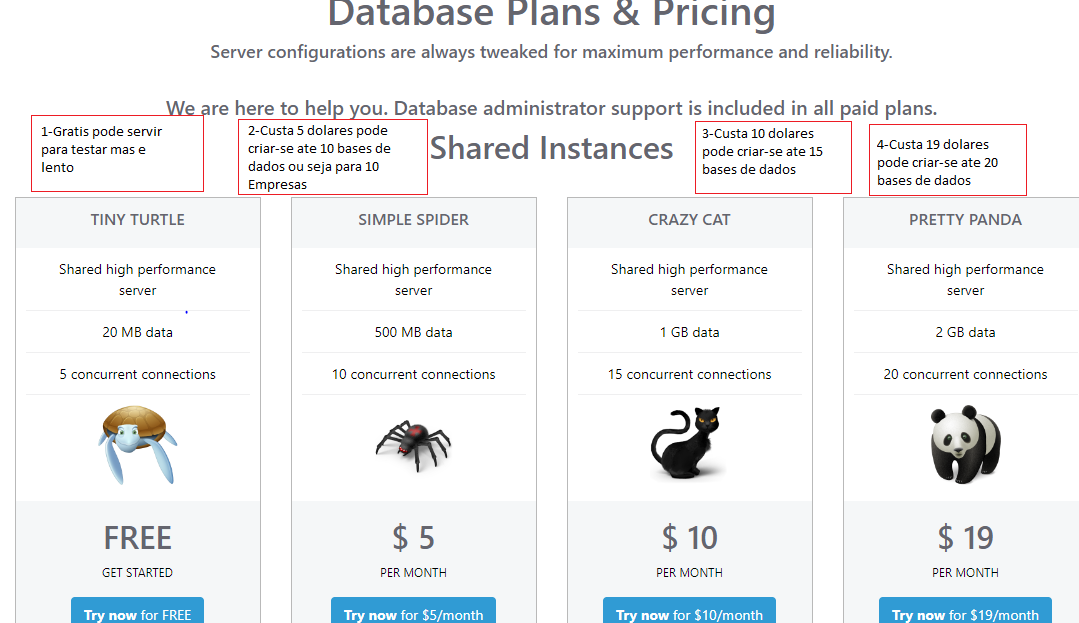 Database Plans & Pricing
Server configurations are always tweaked for maximum performance and reliability.
We are here to help you. Database administrator support is included in all paid plans.
1-Gratis pode servir
para testar mas e
lento
2-Custa 5 dolares pode
criar-se ate 10 bases de
dados ou seja para 10
Empresas
Shared Instances
3-Custa 10 dolares
pode criar-se ate 15
bases de dados
4-Custa 19 dolares
pode criar-se ate 20
bases de dados
TINY TURTLE
Shared high performance
server
20 MB data
5 concurrent connections
FREE
GET STARTED
Try now for FREE
SIMPLE SPIDER
Shared high performance
server
500 MB data
10 concurrent connections
$ 5
PER MONTH
Try now for $5/month
CRAZY CAT
Shared high performance
server
1 GB data
15 concurrent connections
$ 10
PER MONTH
Try now for $10/month
PRETTY PANDA
Shared high performance
server
2 GB data
20 concurrent connections
$ 19
PER MONTH
Try now for $19/month